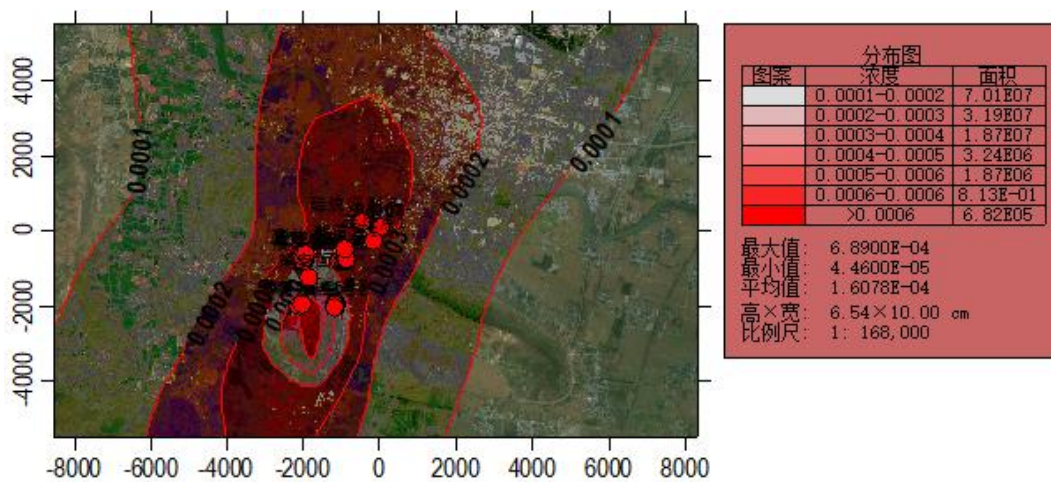 4000
2000
0
-2000
-4000
-8000 -6000 -4000 -2000 0 2000 4000 6000 8000
0.0001
0.0002
0.0001
0.0002
0.0003
分布图
图案 浓度 面积
0.0001-0.0002 7.01E07
0.0002-0.0003 3.19E07
0.0003-0.0004 1.87E07
0.0004-0.0005 3.24E06
0.0005-0.0006 1.87E06
0.0006-0.0006 8.13E-01
>0.0006 6.82E05
最大值: 6.8900E-04
最小值: 4.4600E-05
平均值: 1.6078E-04
高×宽: 6.54×10.00 cm
比例尺: 1: 168,000